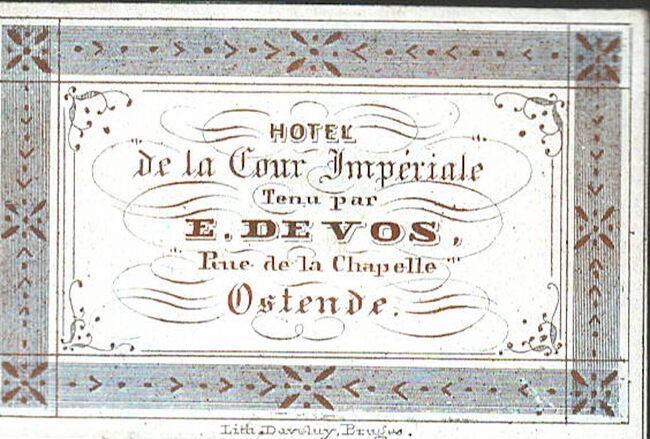 HOTEL
de la Cour Impériale
Tenu par
E. DEVOS,
Rue de la Chapelle
Ostende.
Lith. Daveluy, Bruges.